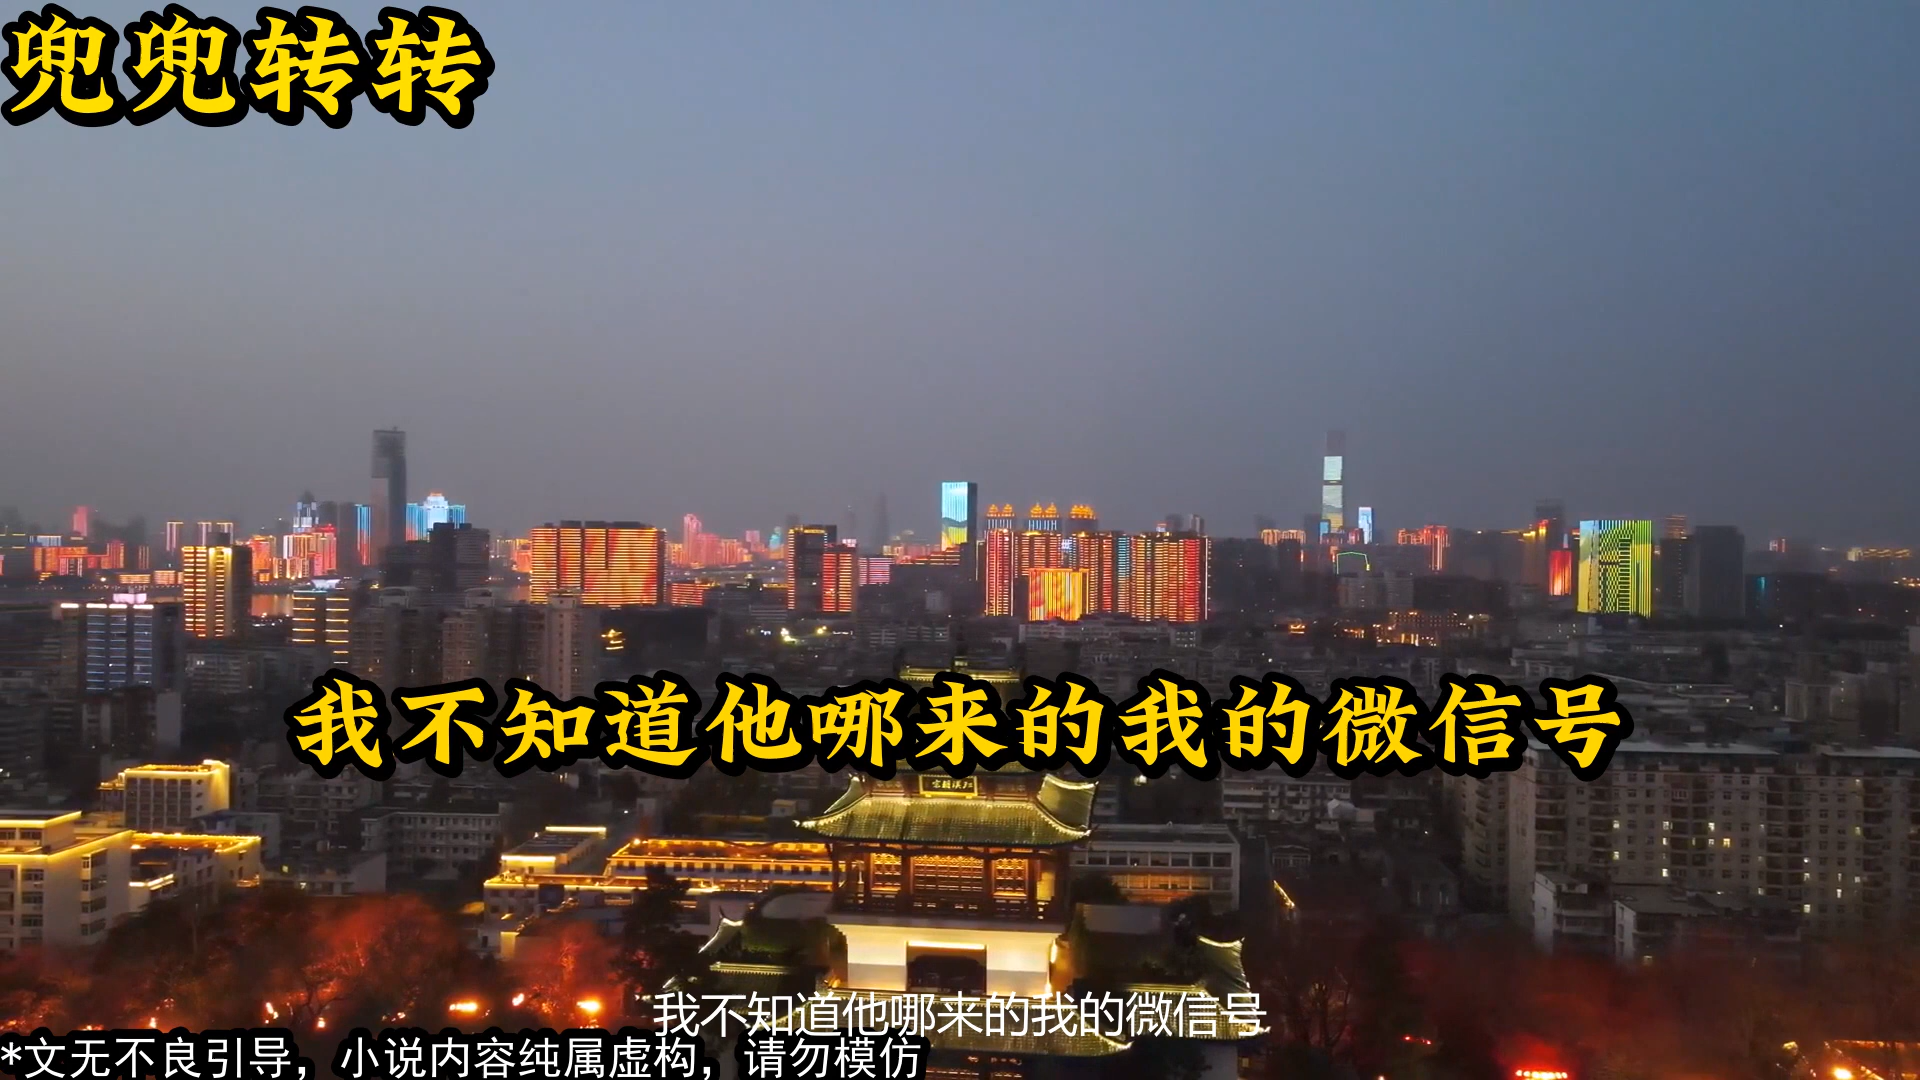 兜兜转转
我不知道他哪来的我的微信号
我不知道他哪来的我的微信号
*文无不良引导，小说内容纯属虚构，请勿模仿